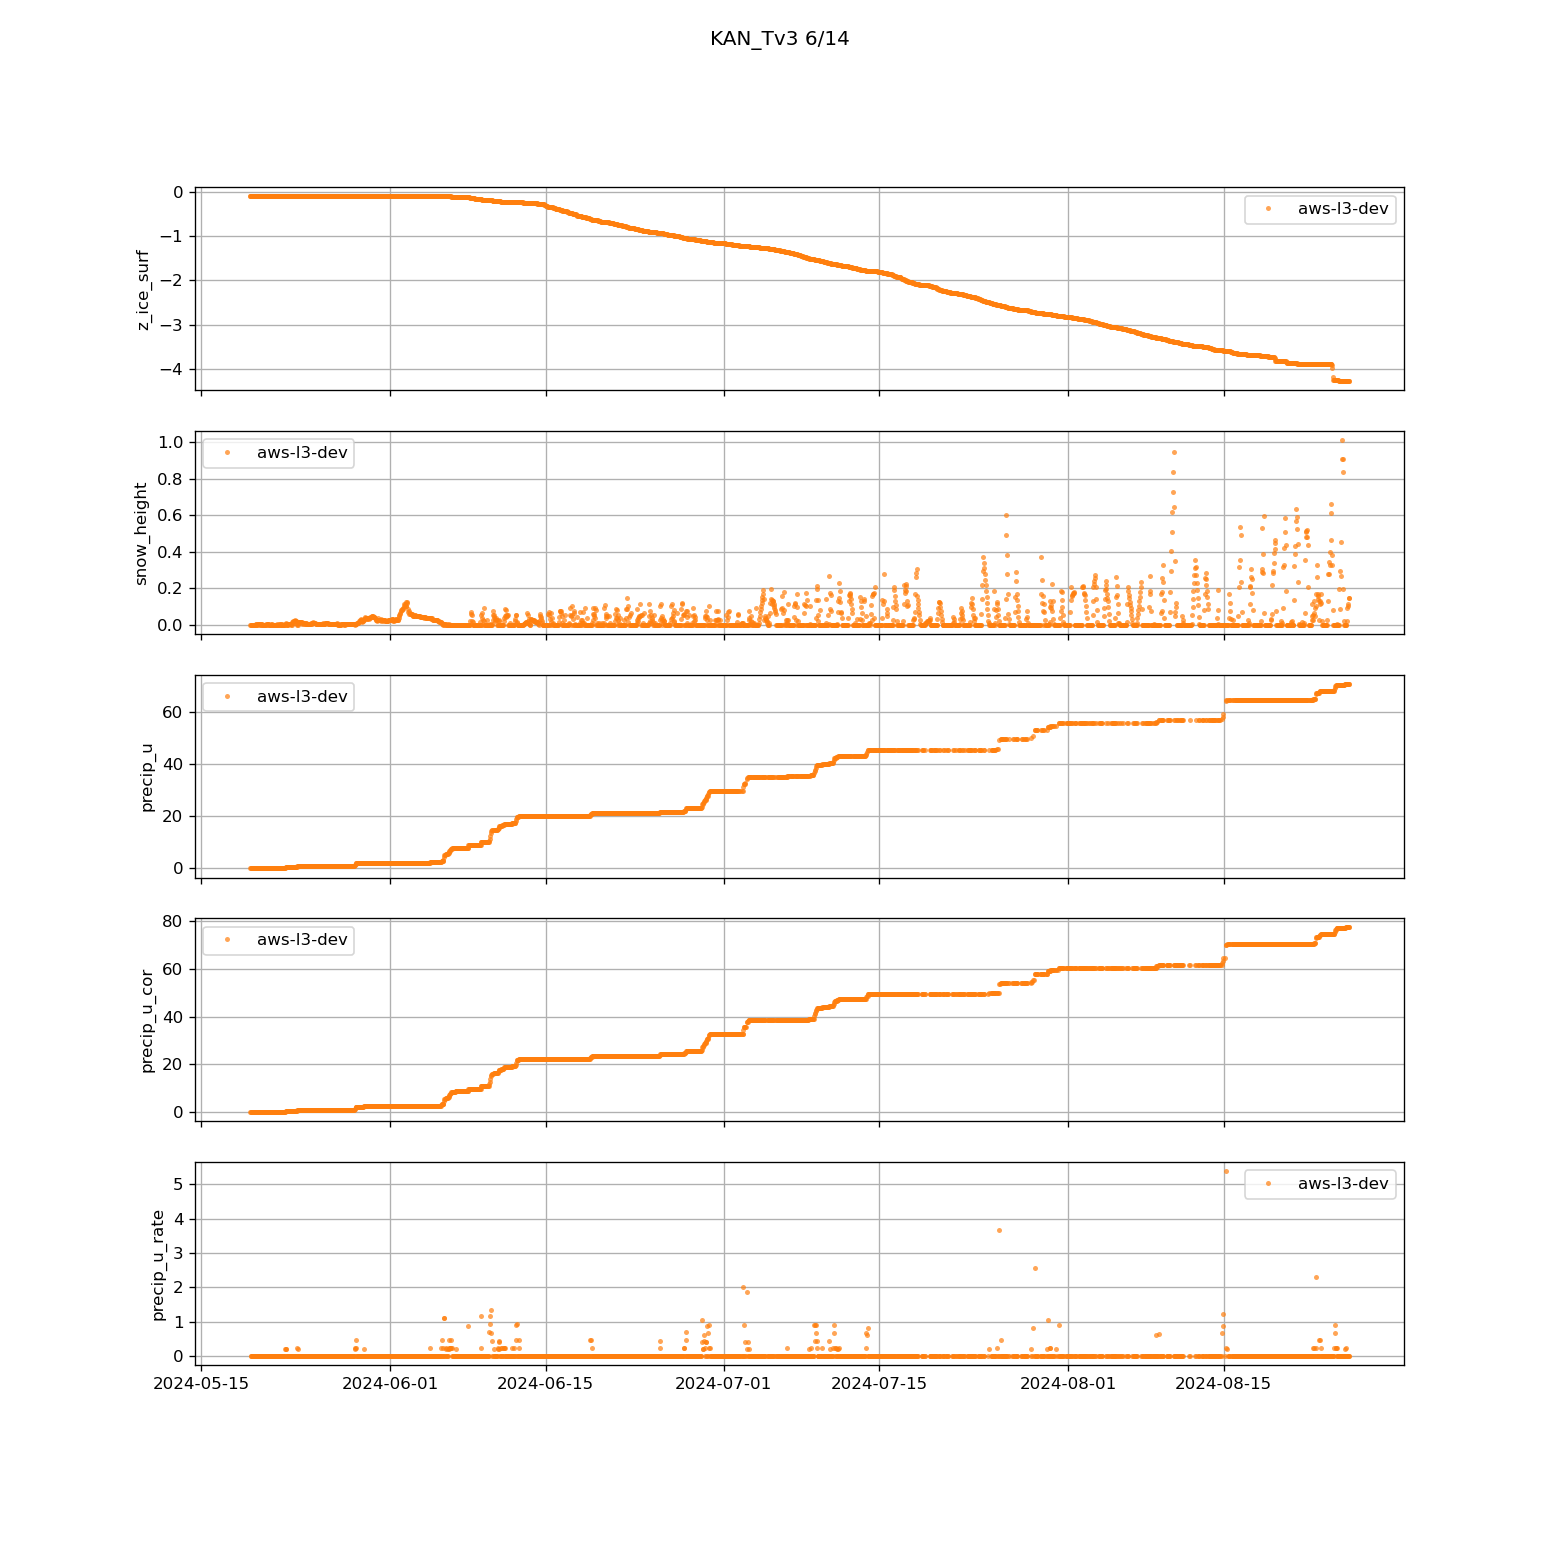 KAN_Tv3 6/14
0
−1
−2
−3
−4
z_ice_surf
aws-l3-dev
1.0
0.8
0.6
0.4
0.2
0.0
snow_height
aws-l3-dev
60
40
20
0
precip_u
aws-l3-dev
80
60
40
20
0
precip_u_cor
aws-l3-dev
5
4
3
2
1
0
precip_u_rate
aws-l3-dev
2024-05-15 2024-06-01 2024-06-15 2024-07-01 2024-07-15 2024-08-01 2024-08-15